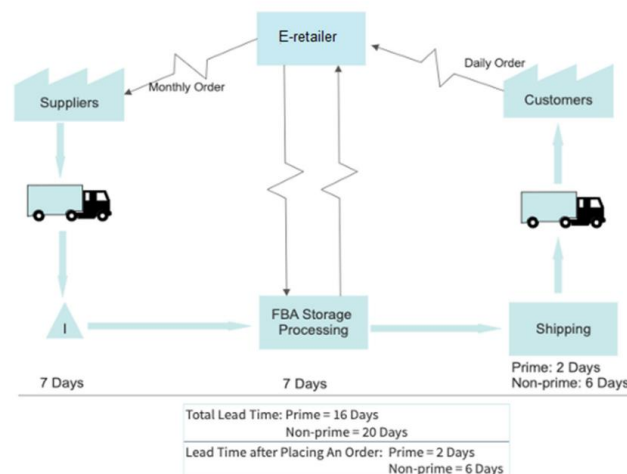 E-retailer
Monthly Order
Daily Order
Suppliers
Customers
I
FBA Storage
Processing
Shipping
7 Days
7 Days
Prime: 2 Days
Non-prime: 6 Days
Total Lead Time: Prime = 16 Days
Non-prime = 20 Days
Lead Time after Placing An Order: Prime = 2 Days
Non-prime = 6 Days